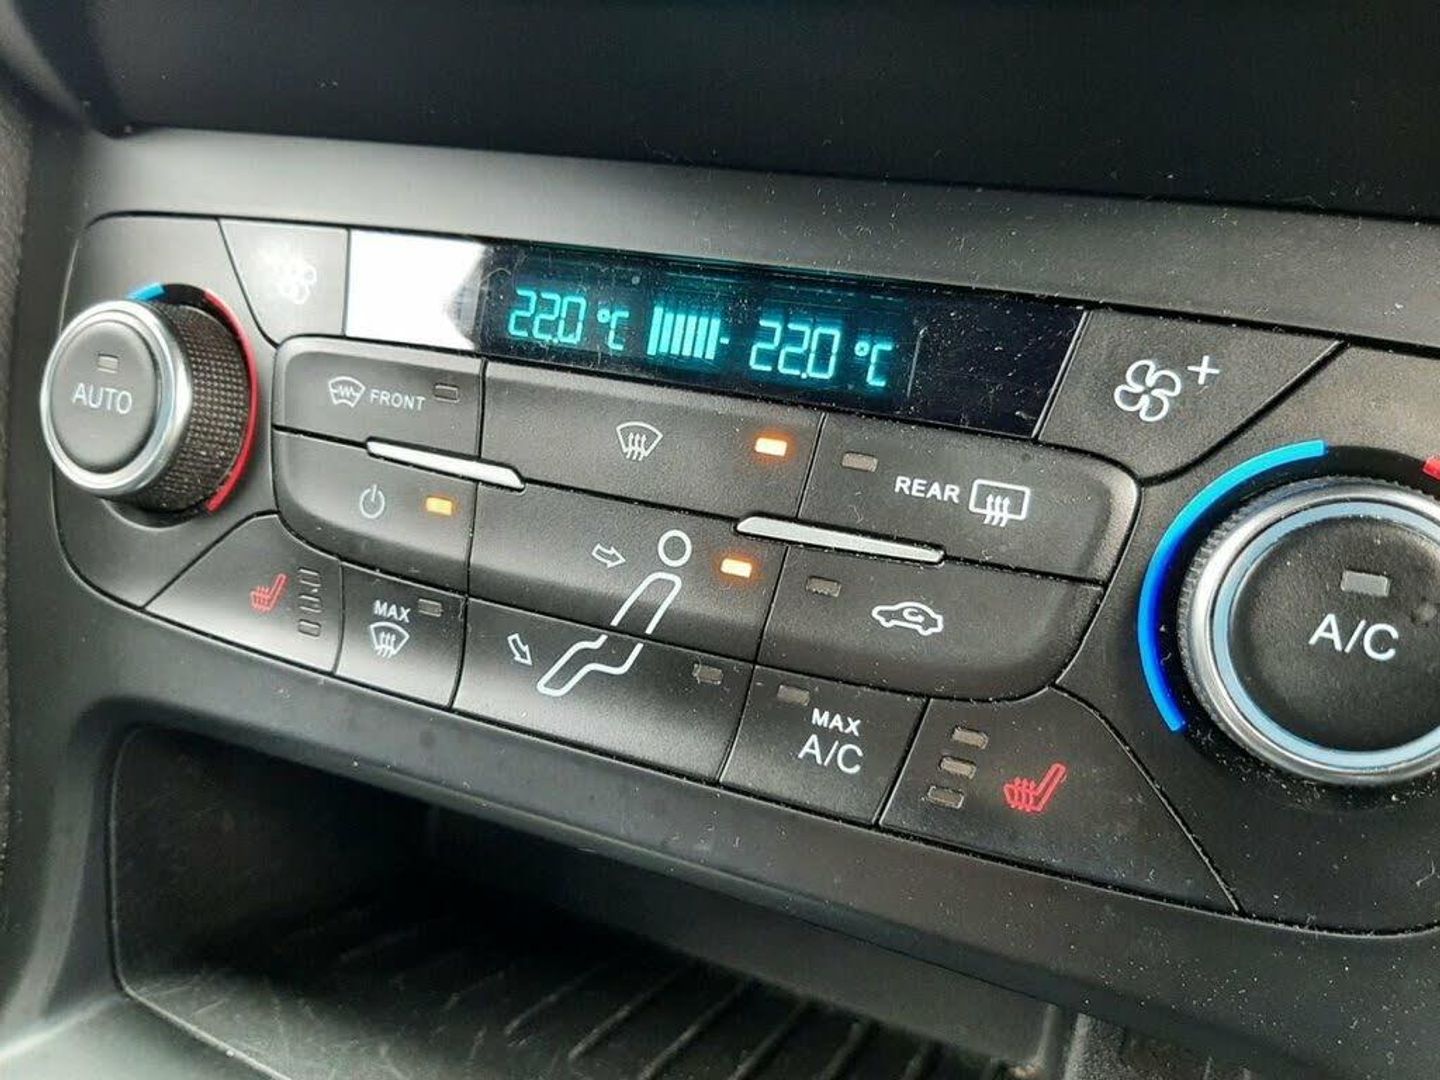 22.0 °C 22.0 °C
AUTO
FRONT
REAR
MAX
A/C
MAX
A/C